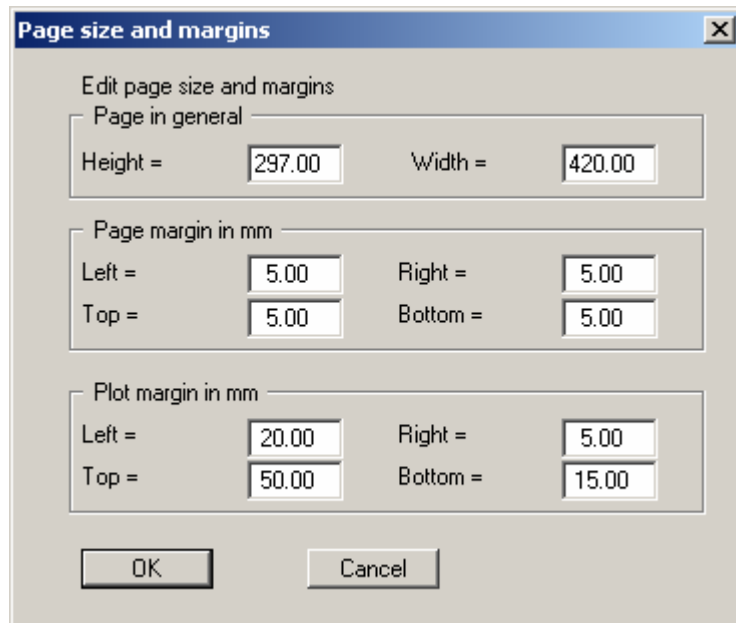 Page size and margins
Edit page size and margins
Page in general
Height = 297.00 Width = 420.00
Page margin in mm
Left = 5.00 Right = 5.00
Top = 5.00 Bottom = 5.00
Plot margin in mm
Left = 20.00 Right = 5.00
Top = 50.00 Bottom = 15.00
OK Cancel